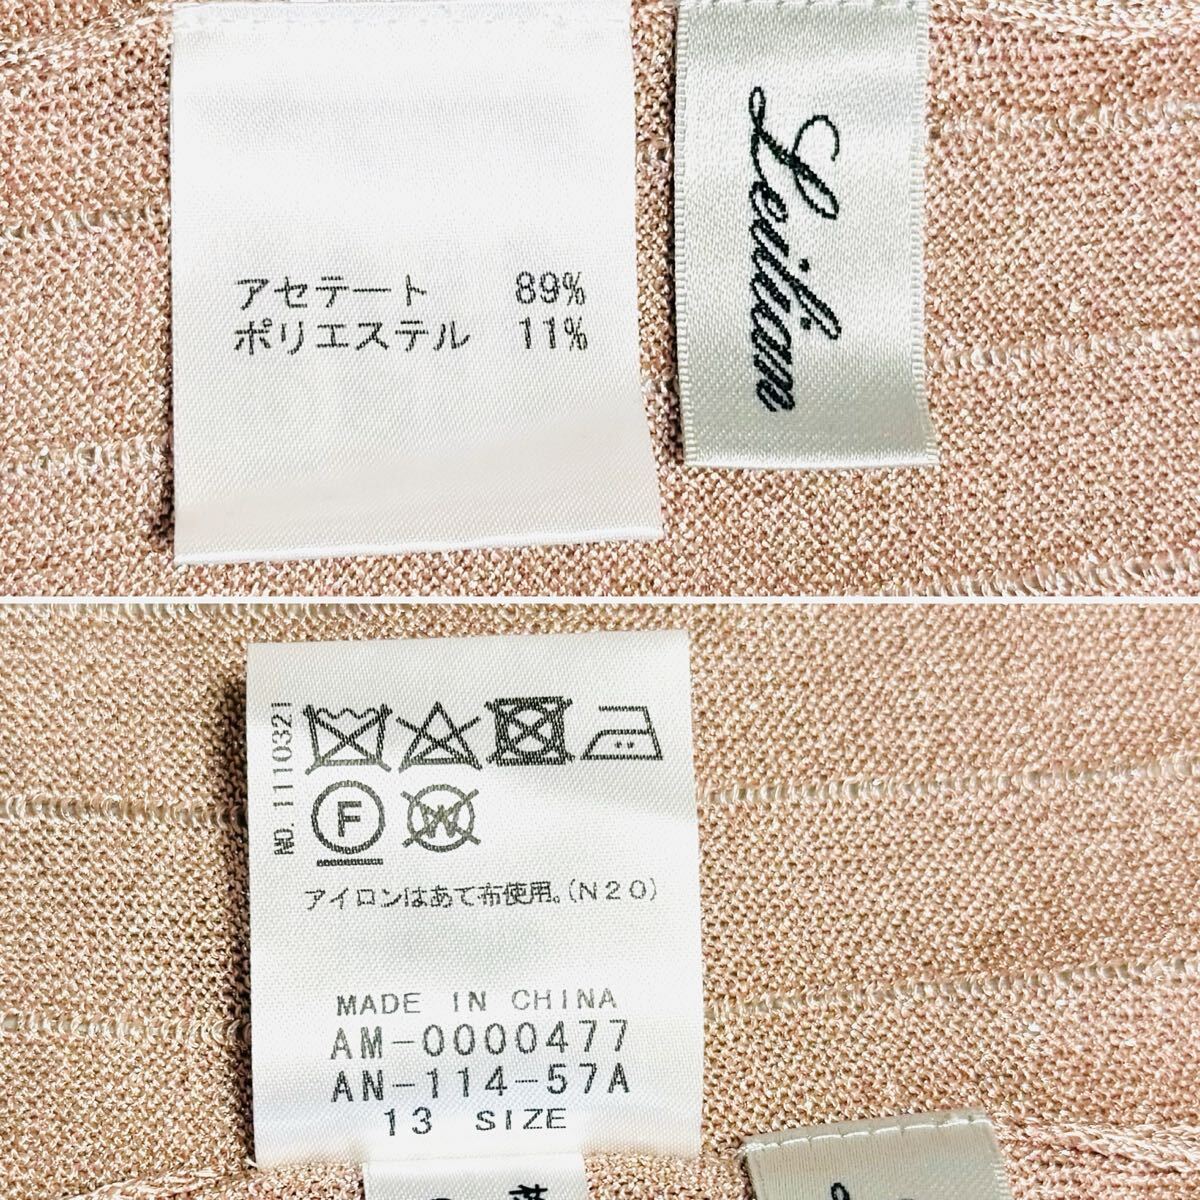 アセテート 89%
ポリエステル 11%
Leilian
NO. 1110321
F
W
アイロンはあて布使用。(N20)
MADE IN CHINA
AM-0000477
AN-114-57A
13 SIZE